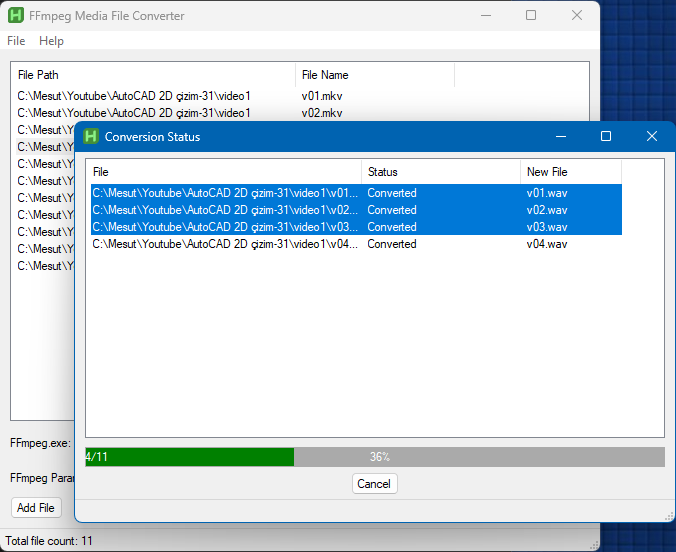 FFmpeg Media File Converter
File Help
File Path File Name
C:\Mesut\Youtube\AutoCAD 2D çizim-31\video1 v01.mkv
C:\Mesut\Youtube\AutoCAD 2D çizim-31\video1 v02.mkv
C:\Mesut\Y
C:\Mesut\Y
C:\Mesut\Y
C:\Mesut\Y
C:\Mesut\Y
C:\Mesut\Y
C:\Mesut\Y
C:\Mesut\Y
C:\Mesut\Y
Conversion Status
File Status New File
C:\Mesut\Youtube\AutoCAD 2D çizim-31\video1\v01... Converted v01.wav
C:\Mesut\Youtube\AutoCAD 2D çizim-31\video1\v02... Converted v02.wav
C:\Mesut\Youtube\AutoCAD 2D çizim-31\video1\v03... Converted v03.wav
C:\Mesut\Youtube\AutoCAD 2D çizim-31\video1\v04... Converted v04.wav
4/11 36%
Cancel
FFmpeg.exe:
FFmpeg Paran
Add File
Total file count: 11